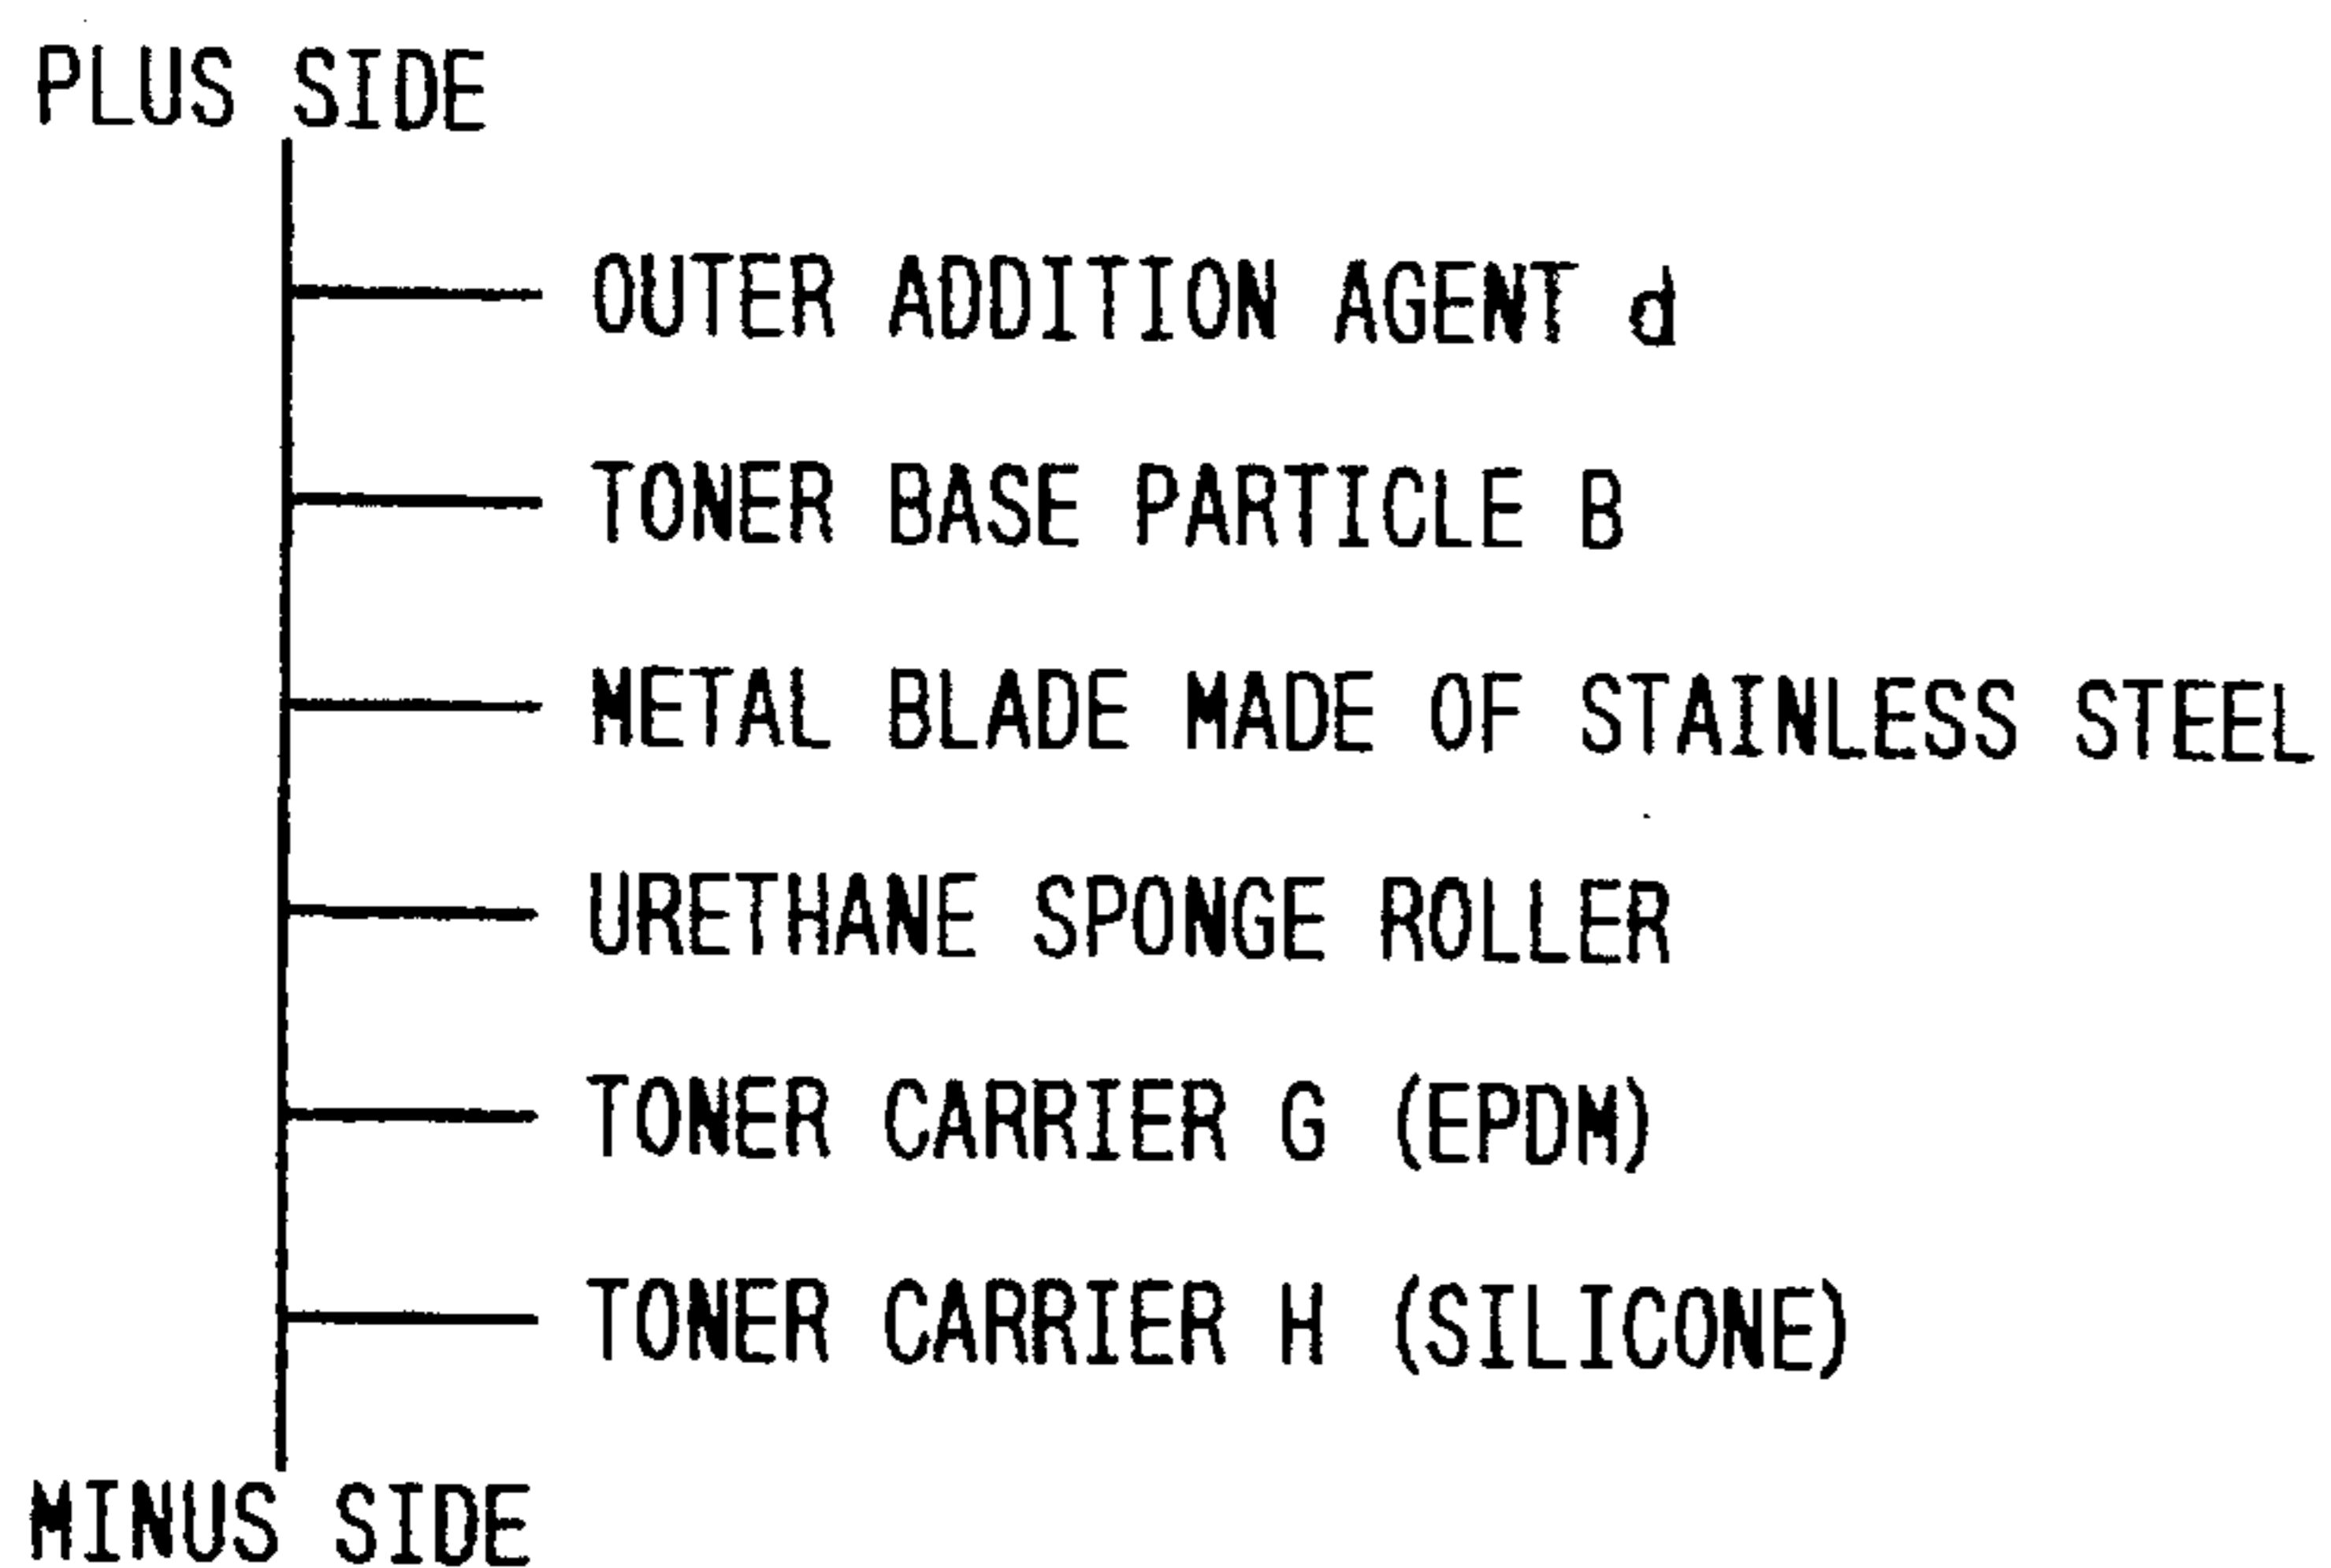 PLUS SIDE
OUTER ADDITION AGENT d
TONER BASE PARTICLE B
METAL BLADE MADE OF STAINLESS STEEL
URETHANE SPONGE ROLLER
TONER CARRIER G (EPDM)
TONER CARRIER H (SILICONE)
MINUS SIDE